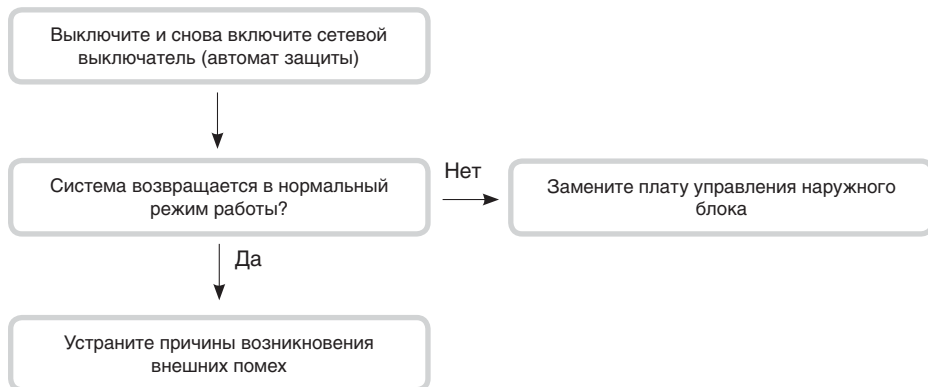 Выключите и снова включите сетевой
выключатель (автомат защиты)
Система возвращается в нормальный
режим работы?
Нет
Замените плату управления наружного
блока
Да
Устраните причины возникновения
внешних помех